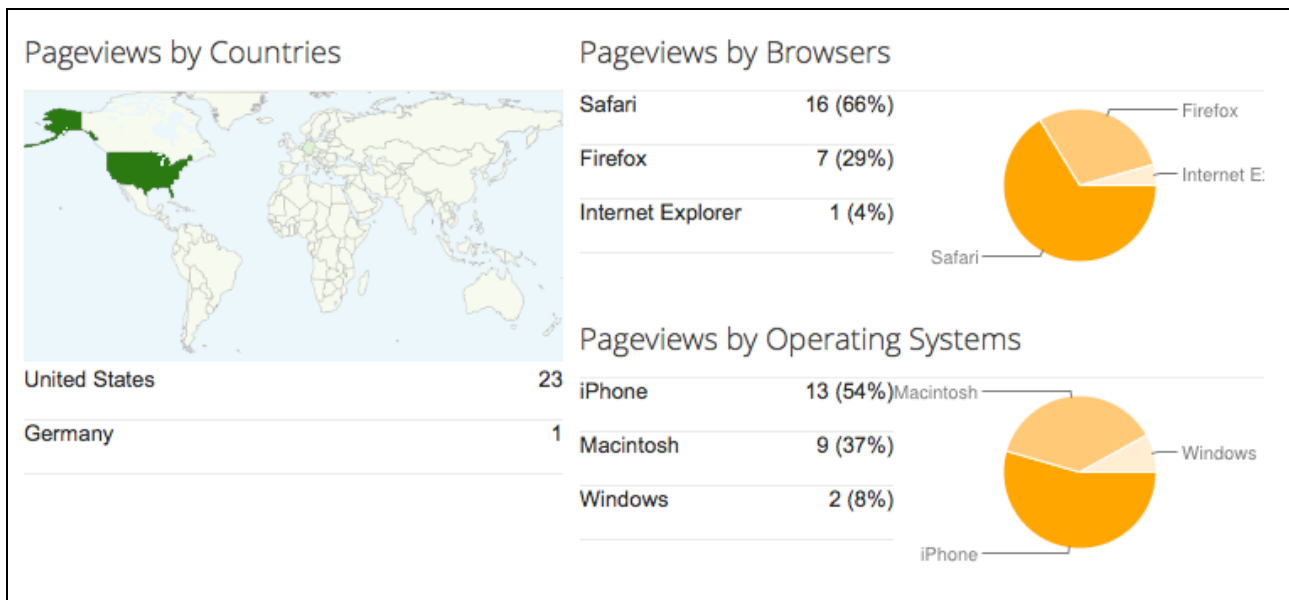 Pageviews by Countries
United States 23
Germany 1
Pageviews by Browsers
Safari 16 (66%)
Firefox 7 (29%)
Internet Explorer 1 (4%)
Firefox
Internet E:
Safari
Pageviews by Operating Systems
iPhone 13 (54%)
Macintosh 9 (37%)
Windows 2 (8%)
Macintosh
Windows
iPhone